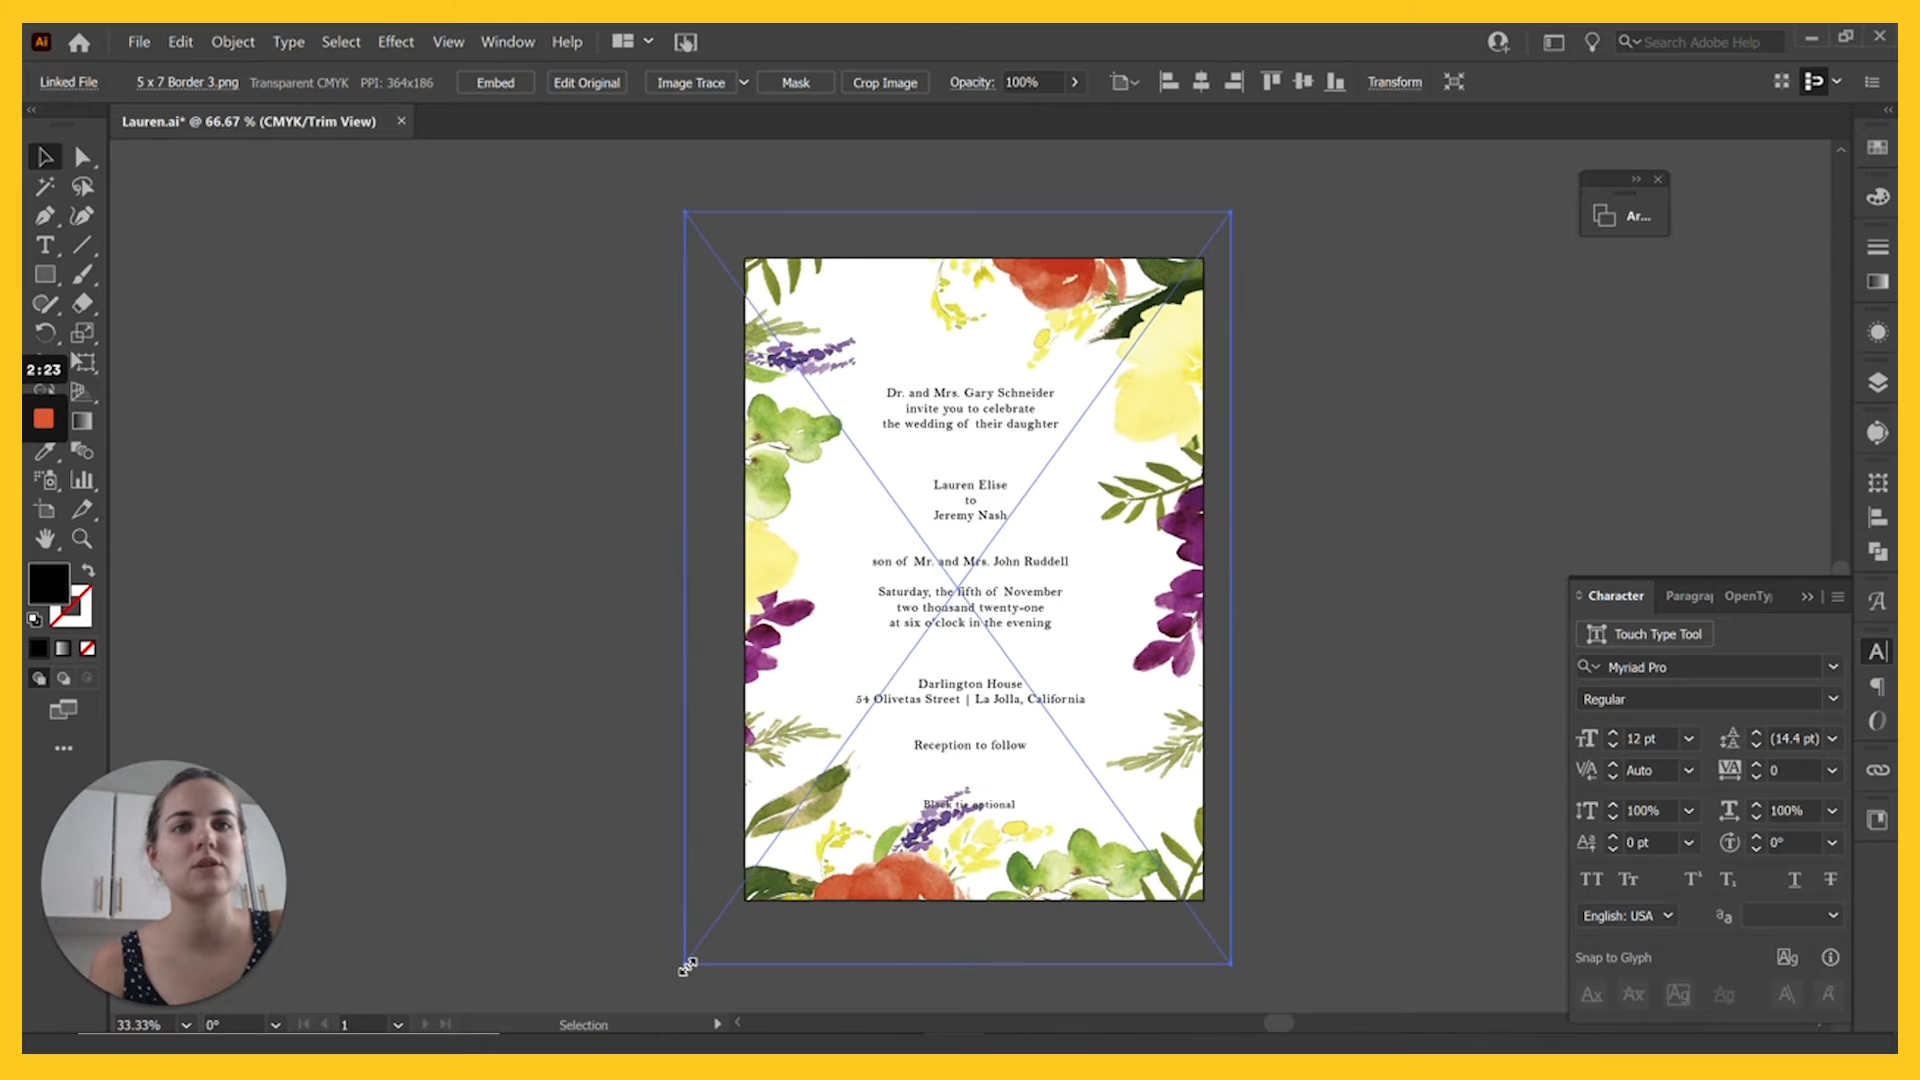 Ai File Edit Object Type Select Effect View Window Help Search Adobe Help
Linked File 5 x 7 Border 3.png Transparent CMYK PPI: 364x186 Embed Edit Original Image Trace Mask Crop Image Opacity: 100% Transform
Lauren.ai* @ 66.67 % (CMYK/Trim View)
Ar...
2:23
Dr. and Mrs. Gary Schneider
invite you to celebrate
the wedding of their daughter
Lauren Elise
to
Jeremy Nash
son of Mr. and Mrs. John Ruddell
Saturday, the fifth of November
two thousand twenty-one
at six o'clock in the evening
Darlington House
54 Olivetas Street | La Jolla, California
Reception to follow
Black tie optional
Character Paragra OpenTy
Touch Type Tool
Myriad Pro
Regular
12 pt (14.4 pt)
Auto 0
100% 100%
0 pt 0°
English: USA
Snap to Glyph
33.33% 0° 1 Selection